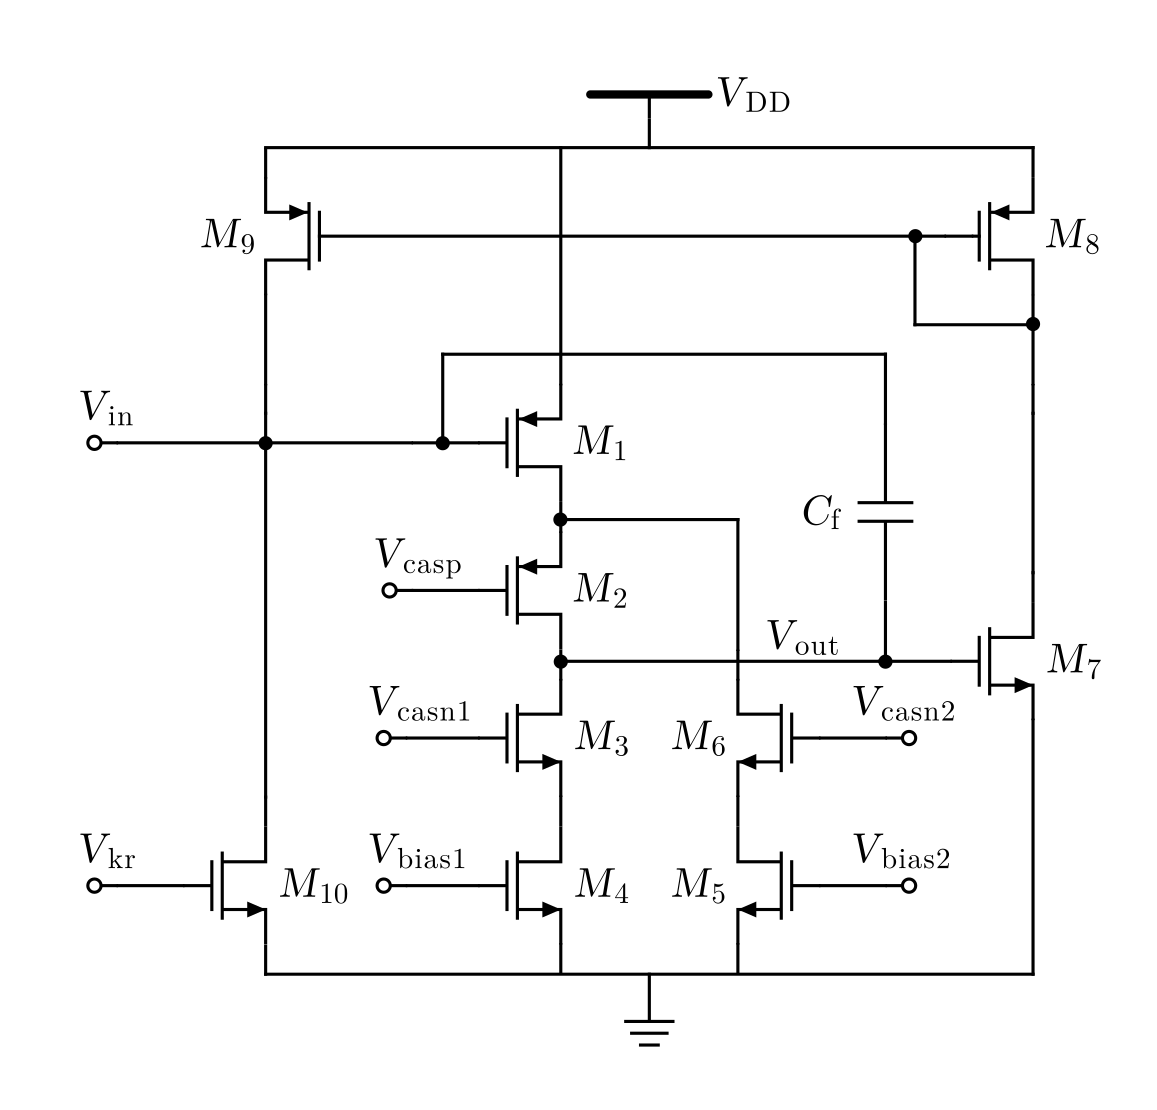 V_DD
M_9
M_8
V_in
M_1
C_f
V_casp
M_2
V_out
M_7
V_casn1
V_casn2
M_3
M_6
V_kr
V_bias1
V_bias2
M_10
M_4
M_5